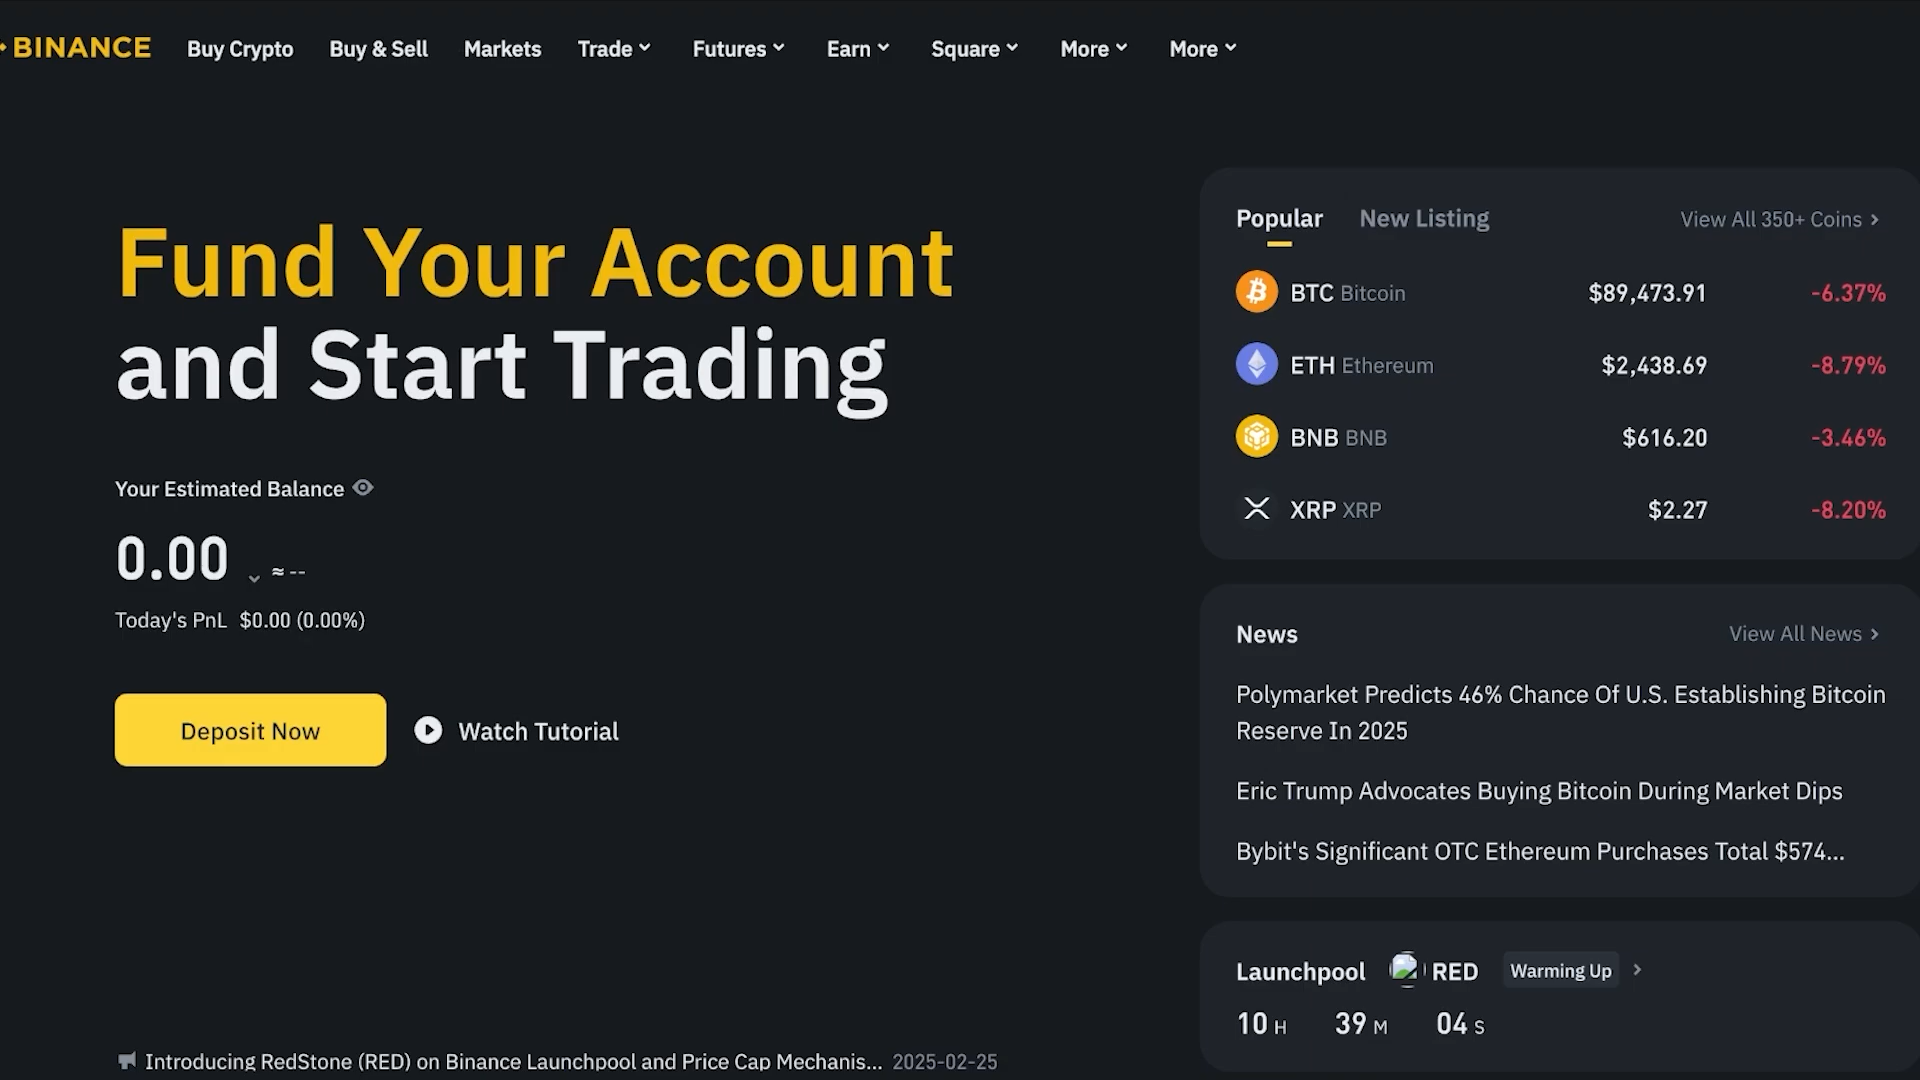 BINANCE Buy Crypto Buy & Sell Markets Trade Futures Earn Square More More
Fund Your Account
and Start Trading
Your Estimated Balance
0.00 ≈ --
Today's PnL $0.00 (0.00%)
Deposit Now Watch Tutorial
Introducing RedStone (RED) on Binance Launchpool and Price Cap Mechanis... 2025-02-25
Popular New Listing View All 350+ Coins
BTC Bitcoin $89,473.91 -6.37%
ETH Ethereum $2,438.69 -8.79%
BNB BNB $616.20 -3.46%
XRP XRP $2.27 -8.20%
News View All News
Polymarket Predicts 46% Chance Of U.S. Establishing Bitcoin
Reserve In 2025
Eric Trump Advocates Buying Bitcoin During Market Dips
Bybit's Significant OTC Ethereum Purchases Total $574...
Launchpool RED Warming Up
10 H 39 M 04 S